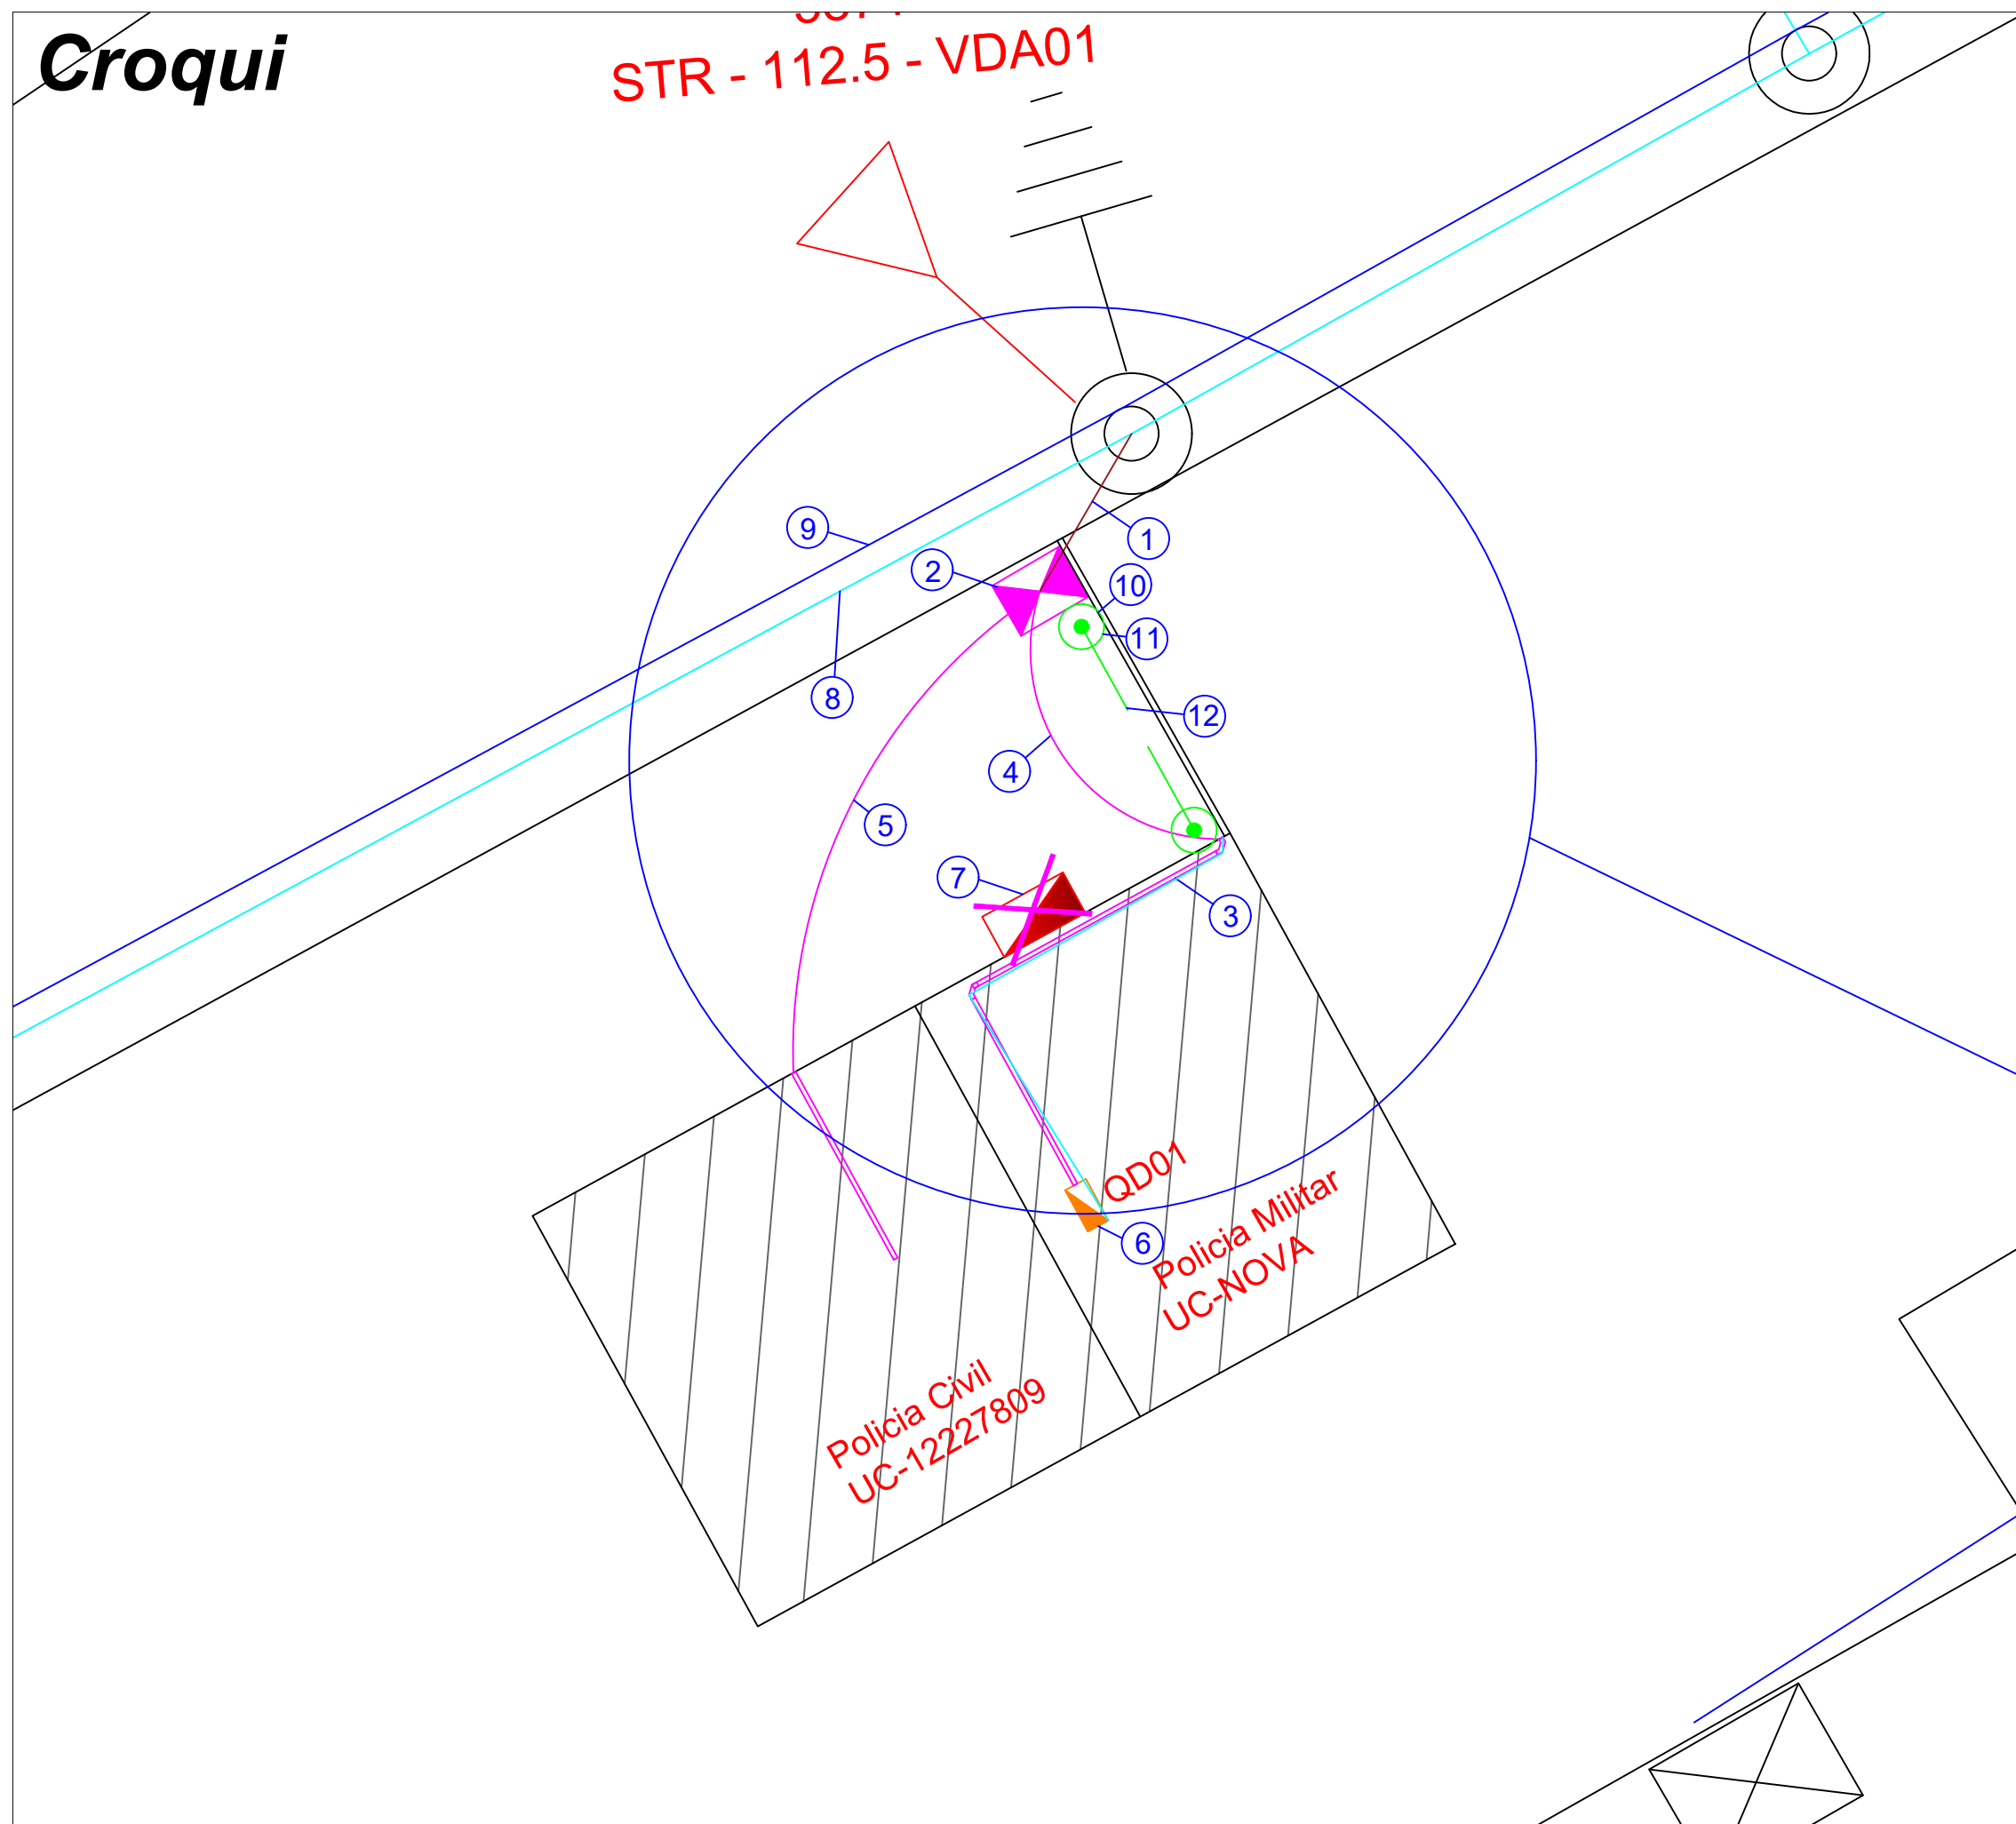 Croqui
STR - 112.5 - VDA01
9
1
2
10
11
8
12
4
5
7
3
QD01
6
Policia Militar
UC-NOVA
Policia Civil
UC-12227809